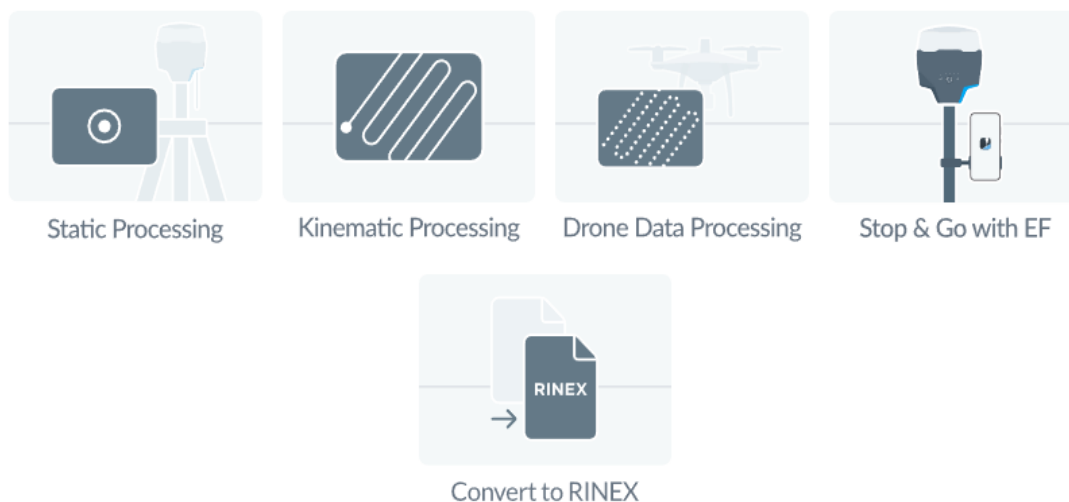 Static Processing
Kinematic Processing
Drone Data Processing
Stop & Go with EF
RINEX
Convert to RINEX